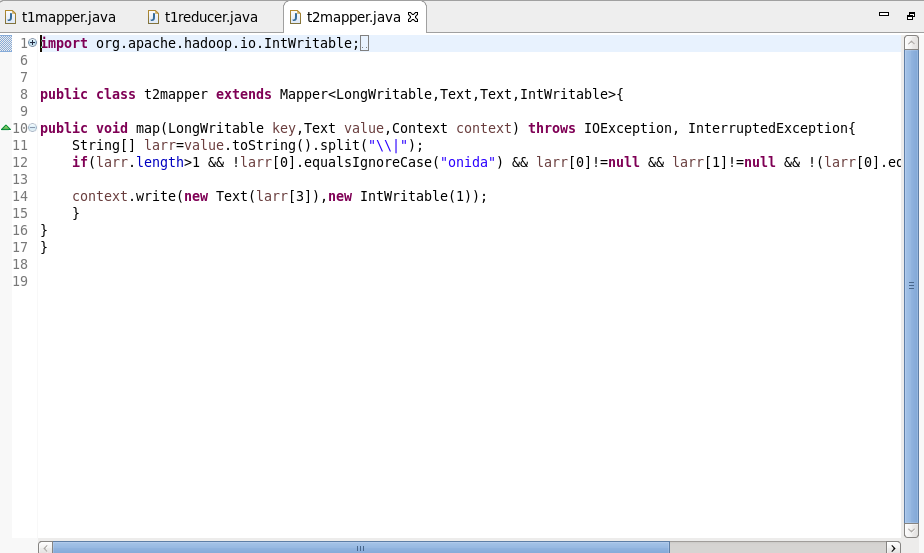 t1mapper.java t1reducer.java t2mapper.java
1 import org.apache.hadoop.io.IntWritable;
6
7
8 public class t2mapper extends Mapper<LongWritable,Text,Text,IntWritable>{
9
10 public void map(LongWritable key,Text value,Context context) throws IOException, InterruptedException{
11 String[] larr=value.toString().split("\\|");
12 if(larr.length>1 && !larr[0].equalsIgnoreCase("onida") && larr[0]!=null && larr[1]!=null && !(larr[0].eq
13
14 context.write(new Text(larr[3]),new IntWritable(1));
15 }
16 }
17 }
18
19